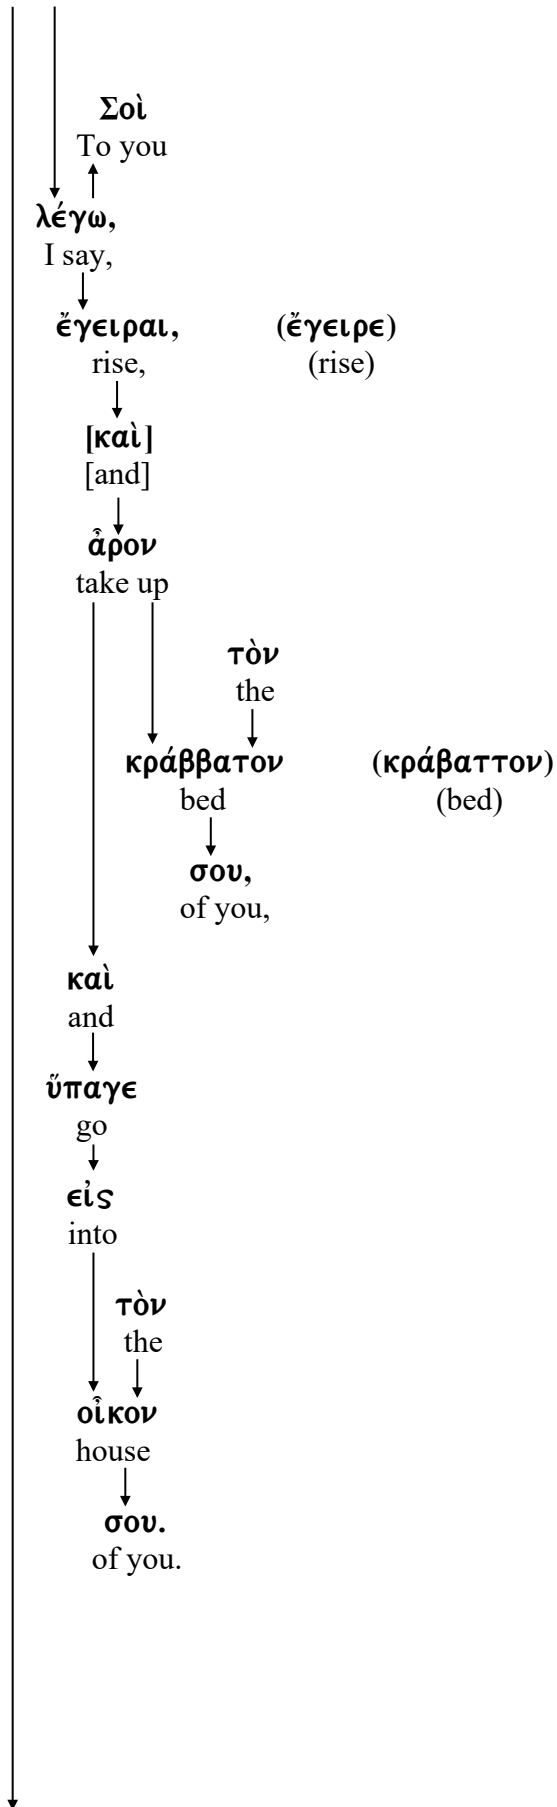 Σοὶ
To you
λέγω,
I say,
ἔγειραι, (ἔγειρε)
rise, (rise)
[καὶ]
[and]
ἆρον
take up
τὸν
the
κράββατον (κράβαττον)
bed (bed)
σου,
of you,
καὶ
and
ὕπαγε
go
εἰς
into
τὸν
the
οἶκον
house
σου.
of you.